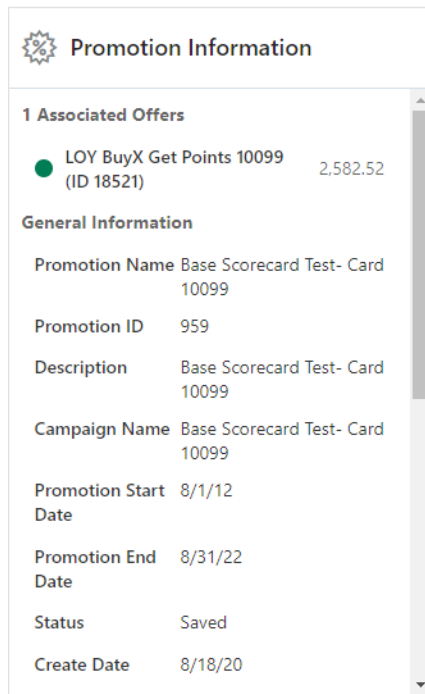 Promotion Information
1 Associated Offers
LOY BuyX Get Points 10099 2,582.52
(ID 18521)
General Information
Promotion Name Base Scorecard Test- Card
10099
Promotion ID 959
Description Base Scorecard Test- Card
10099
Campaign Name Base Scorecard Test- Card
10099
Promotion Start 8/1/12
Date
Promotion End 8/31/22
Date
Status Saved
Create Date 8/18/20